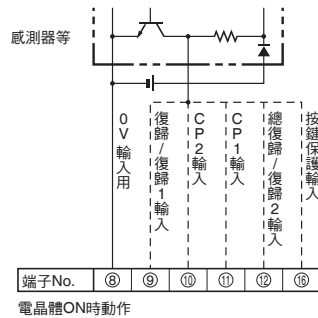 感測器等
0V輸入用
復歸/復歸1輸入
CP2輸入
CP1輸入
總復歸/復歸2輸入
按鍵保護輸入
端子No. ⑧ ⑨ ⑩ ⑪ ⑫ ⑯
電晶體ON時動作